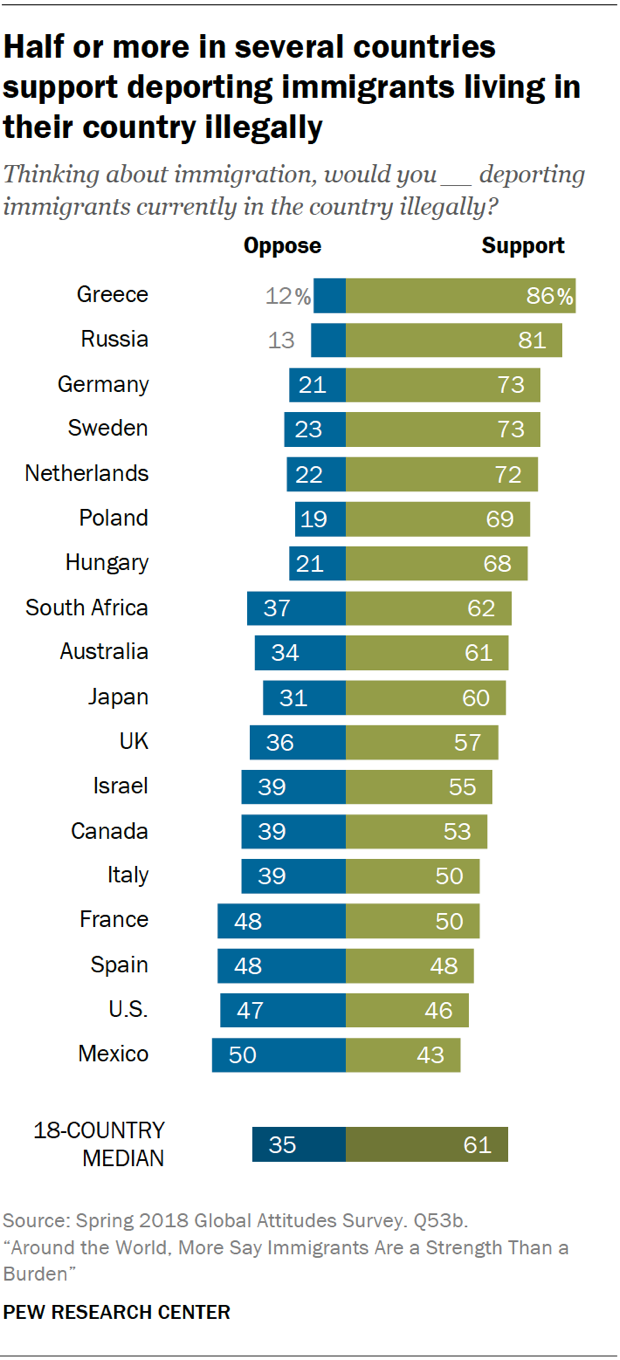 Half or more in several countries
support deporting immigrants living in
their country illegally
Thinking about immigration, would you __ deporting
immigrants currently in the country illegally?
Oppose Support
Greece 12% 86%
Russia 13 81
Germany 21 73
Sweden 23 73
Netherlands 22 72
Poland 19 69
Hungary 21 68
South Africa 37 62
Australia 34 61
Japan 31 60
UK 36 57
Israel 39 55
Canada 39 53
Italy 39 50
France 48 50
Spain 48 48
U.S. 47 46
Mexico 50 43
18-COUNTRY
MEDIAN 35 61
Source: Spring 2018 Global Attitudes Survey. Q53b.
“Around the World, More Say Immigrants Are a Strength Than a
Burden”
PEW RESEARCH CENTER